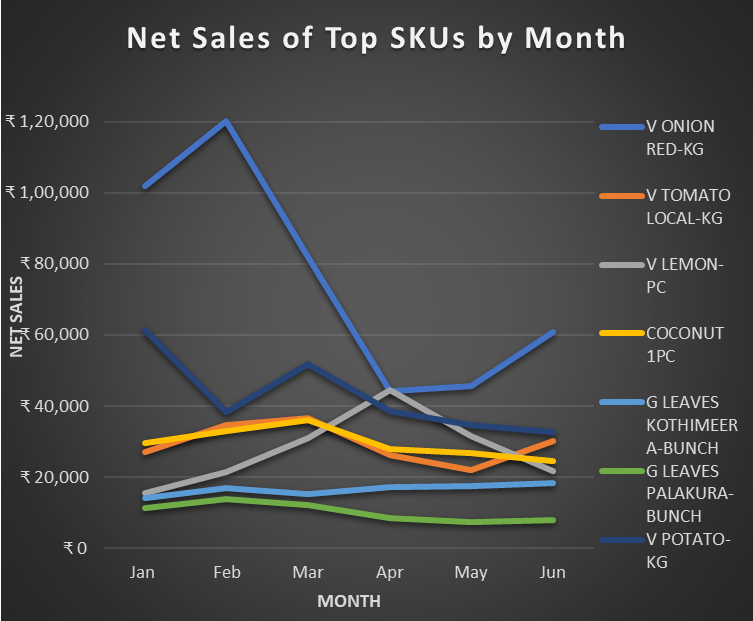 Net Sales of Top SKUs by Month
₹ 1,20,000
₹ 1,00,000
₹ 80,000
₹ 60,000
₹ 40,000
₹ 20,000
₹ 0
NET SALES
Jan Feb Mar Apr May Jun
MONTH
V ONION
RED-KG
V TOMATO
LOCAL-KG
V LEMON-
PC
COCONUT
1PC
G LEAVES
KOTHIMEER
A-BUNCH
G LEAVES
PALAKURA-
BUNCH
V POTATO-
KG